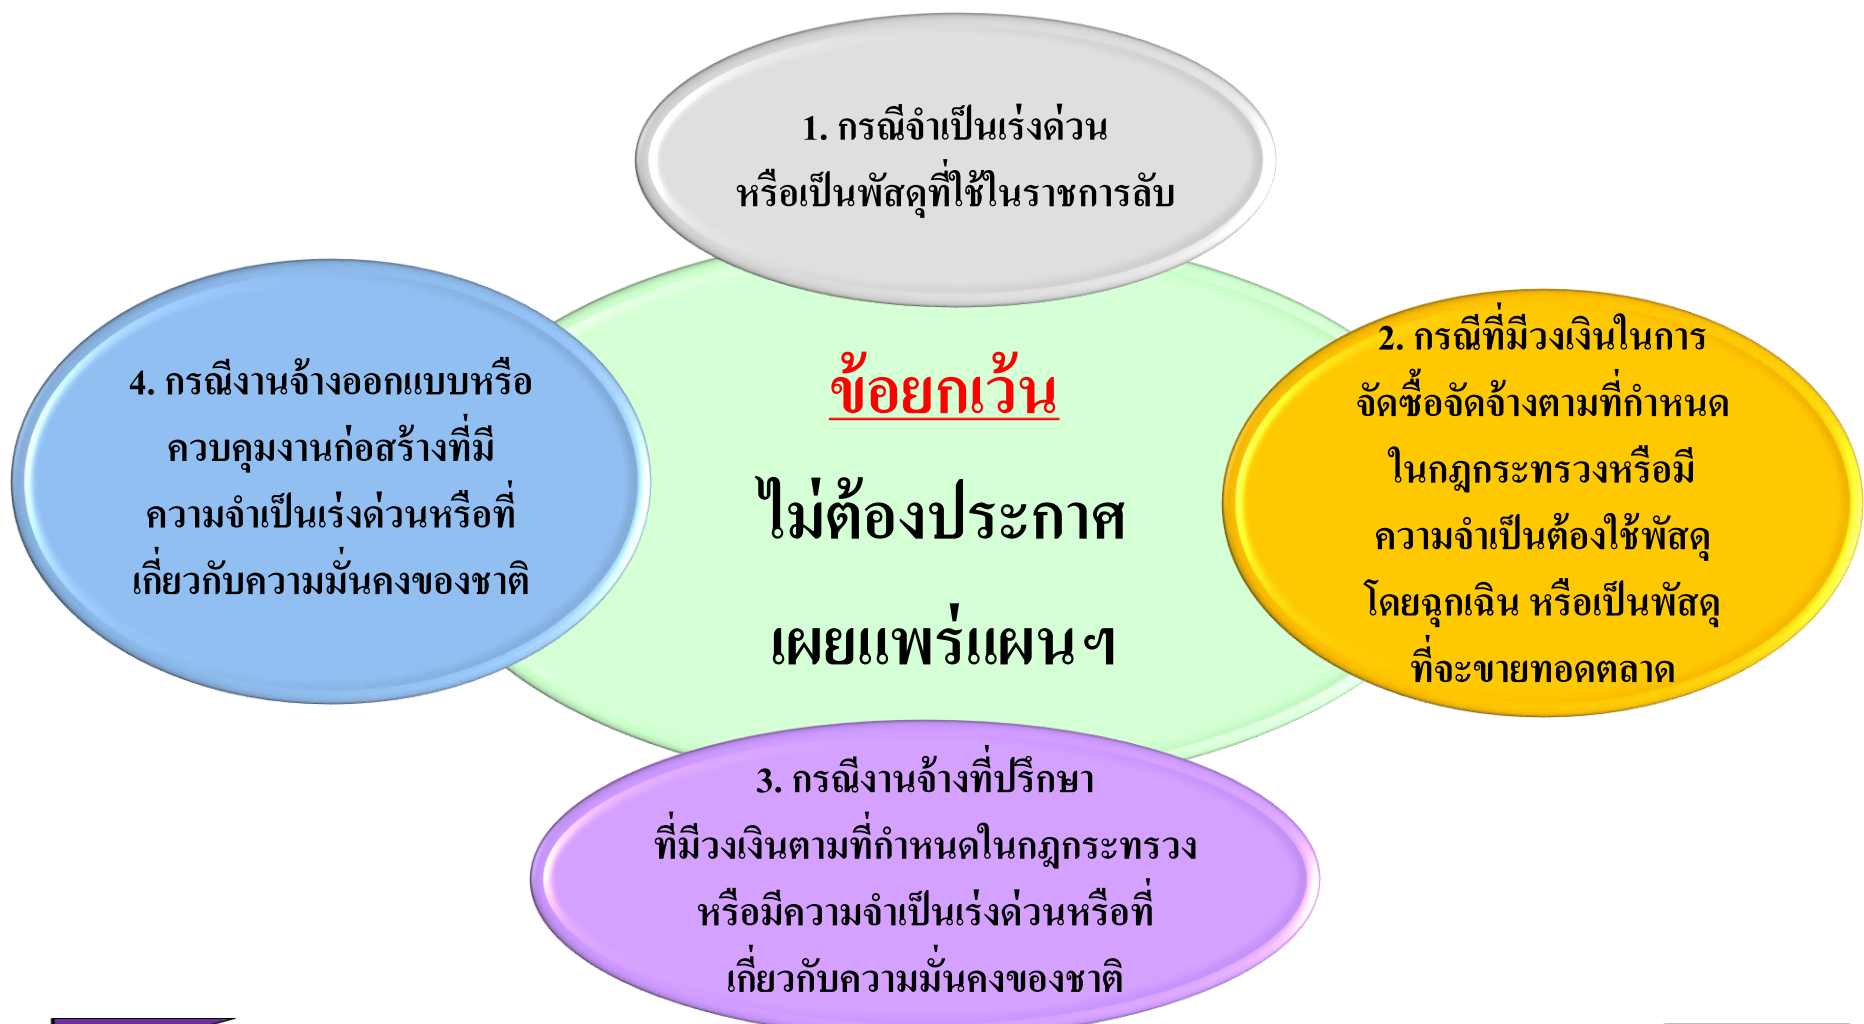 1. กรณีจำเป็นเร่งด่วน
หรือเป็นพัสดุที่ใช้ในราชการลับ
ข้อยกเว้น
ไม่ต้องประกาศ
เผยแพร่แผนฯ
2. กรณีที่มีวงเงินในการ
จัดซื้อจัดจ้างตามที่กำหนด
ในกฎกระทรวงหรือมี
ความจำเป็นต้องใช้พัสดุ
โดยฉุกเฉิน หรือเป็นพัสดุ
ที่จะขายทอดตลาด
3. กรณีงานจ้างที่ปรึกษา
ที่มีวงเงินตามที่กำหนดในกฎกระทรวง
หรือมีความจำเป็นเร่งด่วนหรือที่
เกี่ยวกับความมั่นคงของชาติ
4. กรณีงานจ้างออกแบบหรือ
ควบคุมงานก่อสร้างที่มี
ความจำเป็นเร่งด่วนหรือที่
เกี่ยวกับความมั่นคงของชาติ